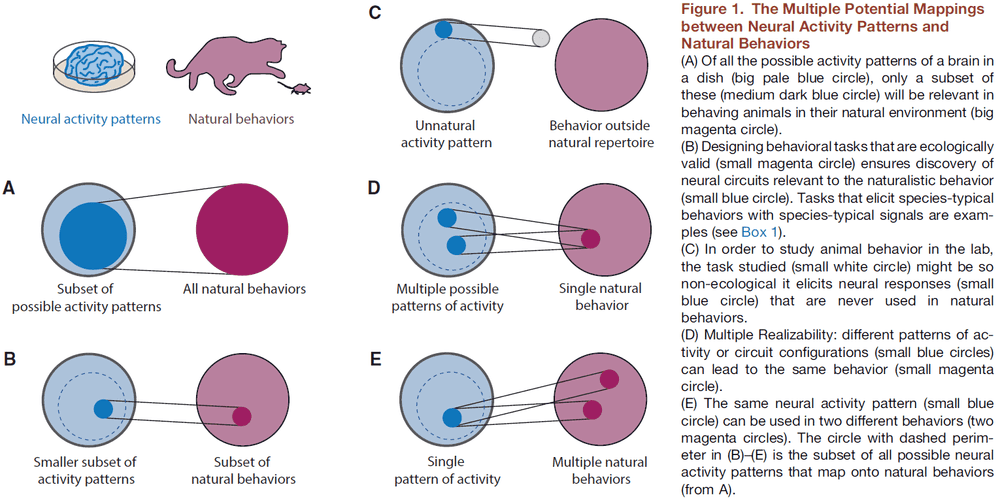 Neural activity patterns
Natural behaviors
A
Subset of
possible activity patterns
All natural behaviors
B
Smaller subset of
activity patterns
Subset of
natural behaviors
C
Unnatural
activity pattern
Behavior outside
natural repertoire
D
Multiple possible
patterns of activity
Single natural
behavior
E
Single
pattern of activity
Multiple natural
behaviors
Figure 1. The Multiple Potential Mappings
between Neural Activity Patterns and
Natural Behaviors
(A) Of all the possible activity patterns of a brain in
a dish (big pale blue circle), only a subset of
these (medium dark blue circle) will be relevant in
behaving animals in their natural environment (big
magenta circle).
(B) Designing behavioral tasks that are ecologically
valid (small magenta circle) ensures discovery of
neural circuits relevant to the naturalistic behavior
(small blue circle). Tasks that elicit species-typical
behaviors with species-typical signals are exam-
ples (see Box 1).
(C) In order to study animal behavior in the lab,
the task studied (small white circle) might be so
non-ecological it elicits neural responses (small
blue circle) that are never used in natural
behaviors.
(D) Multiple Realizability: different patterns of ac-
tivity or circuit configurations (small blue circles)
can lead to the same behavior (small magenta
circle).
(E) The same neural activity pattern (small blue
circle) can be used in two different behaviors (two
magenta circles). The circle with dashed perim-
eter in (B)–(E) is the subset of all possible neural
activity patterns that map onto natural behaviors
(from A).